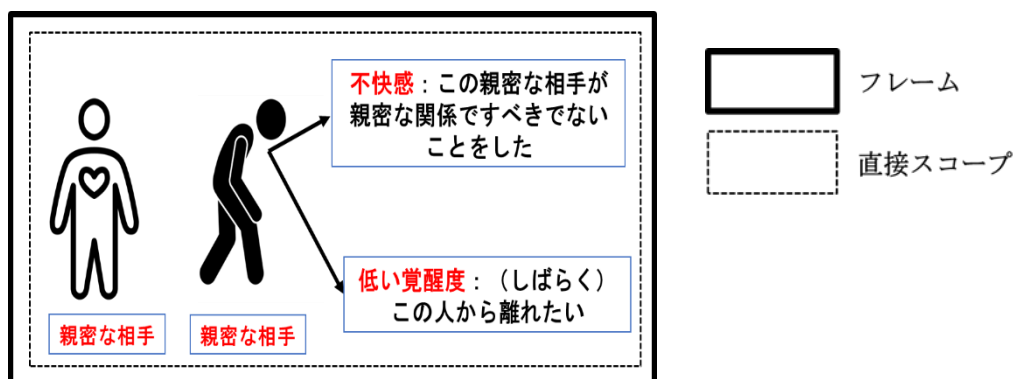 不快感：この親密な相手が
親密な関係ですべきでない
ことをした
低い覚醒度：（しばらく）
この人から離れたい
親密な相手
親密な相手
フレーム
直接スコープ